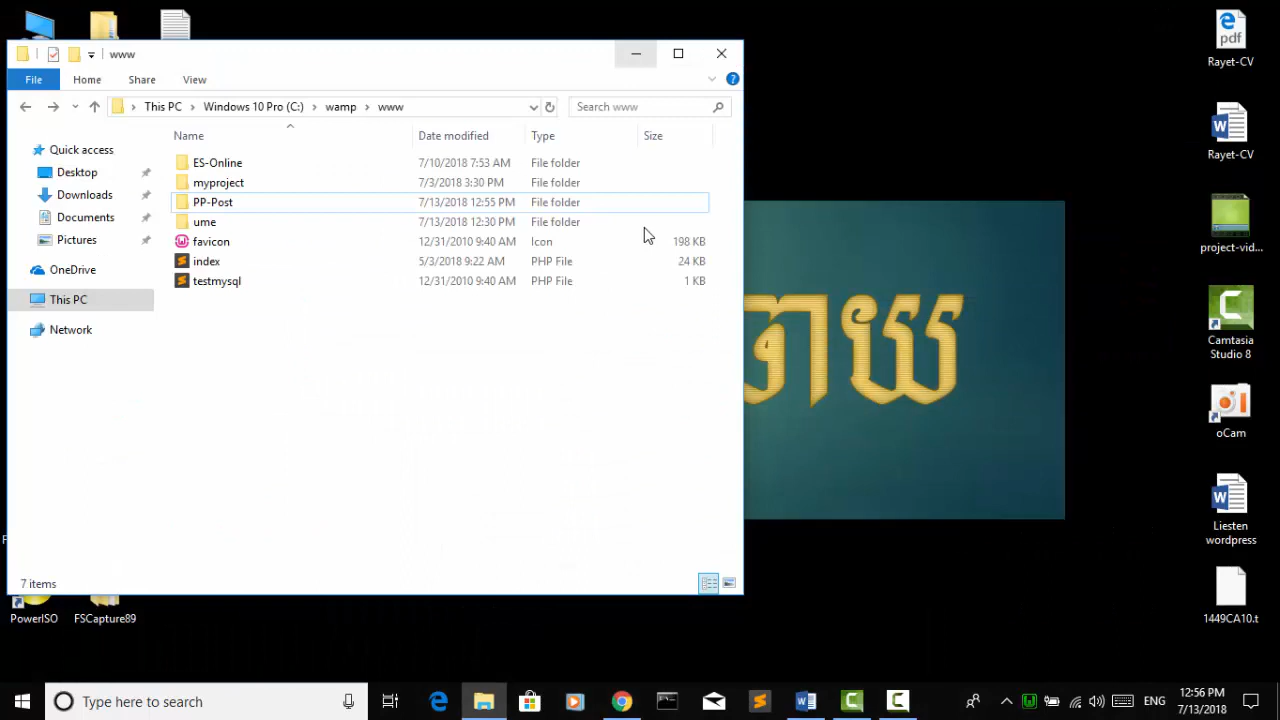 www
File Home Share View
This PC Windows 10 Pro (C:) wamp www
Search www
Name Date modified Type Size
Quick access
Desktop
Downloads
Documents
Pictures
OneDrive
This PC
Network
ES-Online 7/10/2018 7:53 AM File folder
myproject 7/3/2018 3:30 PM File folder
PP-Post 7/13/2018 12:55 PM File folder
ume 7/13/2018 12:30 PM File folder
favicon 12/31/2010 9:40 AM Icon 198 KB
index 5/3/2018 9:22 AM PHP File 24 KB
testmysql 12/31/2010 9:40 AM PHP File 1 KB
7 items
PowerISO
FSCapture89
pdf
Rayet-CV
Rayet-CV
project-vid...
Camtasia
Studio 8
oCam
Liesten
wordpress
1449CA10.t
Type here to search
ENG
12:56 PM
7/13/2018